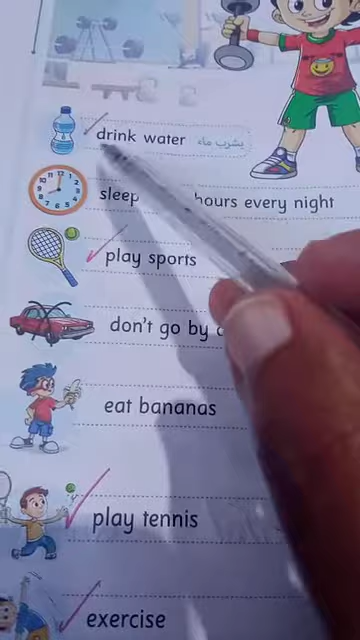 drink water يشرب ماء
sleep hours every night
play sports
don't go by
eat bananas
play tennis
exercise